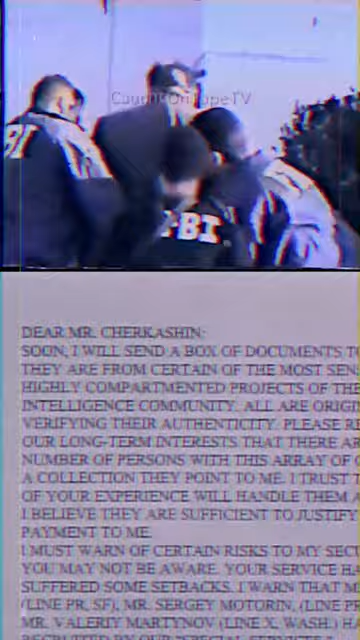 CaughtOnTapeTV
BI
FBI
DEAR MR. CHERKASHIN:
SOON, I WILL SEND A BOX OF DOCUMENTS T
THEY ARE FROM CERTAIN OF THE MOST SEN
HIGHLY COMPARTMENTED PROJECTS OF THE
INTELLIGENCE COMMUNITY. ALL ARE ORIGI
VERIFYING THEIR AUTHENTICITY. PLEASE RE
OUR LONG-TERM INTERESTS THAT THERE AR
NUMBER OF PERSONS WITH THIS ARRAY OF
A COLLECTION THEY POINT TO ME. I TRUST T
OF YOUR EXPERIENCE WILL HANDLE THEM A
I BELIEVE THEY ARE SUFFICIENT TO JUSTIFY
PAYMENT TO ME.
I MUST WARN OF CERTAIN RISKS TO MY SEC
YOU MAY NOT BE AWARE. YOUR SERVICE HA
SUFFERED SOME SETBACKS. I WARN THAT M
(LINE PR, SF), MR. SERGEY MOTORIN, (LINE P
MR. VALERIY MARTYNOV (LINE X, WASH.) H